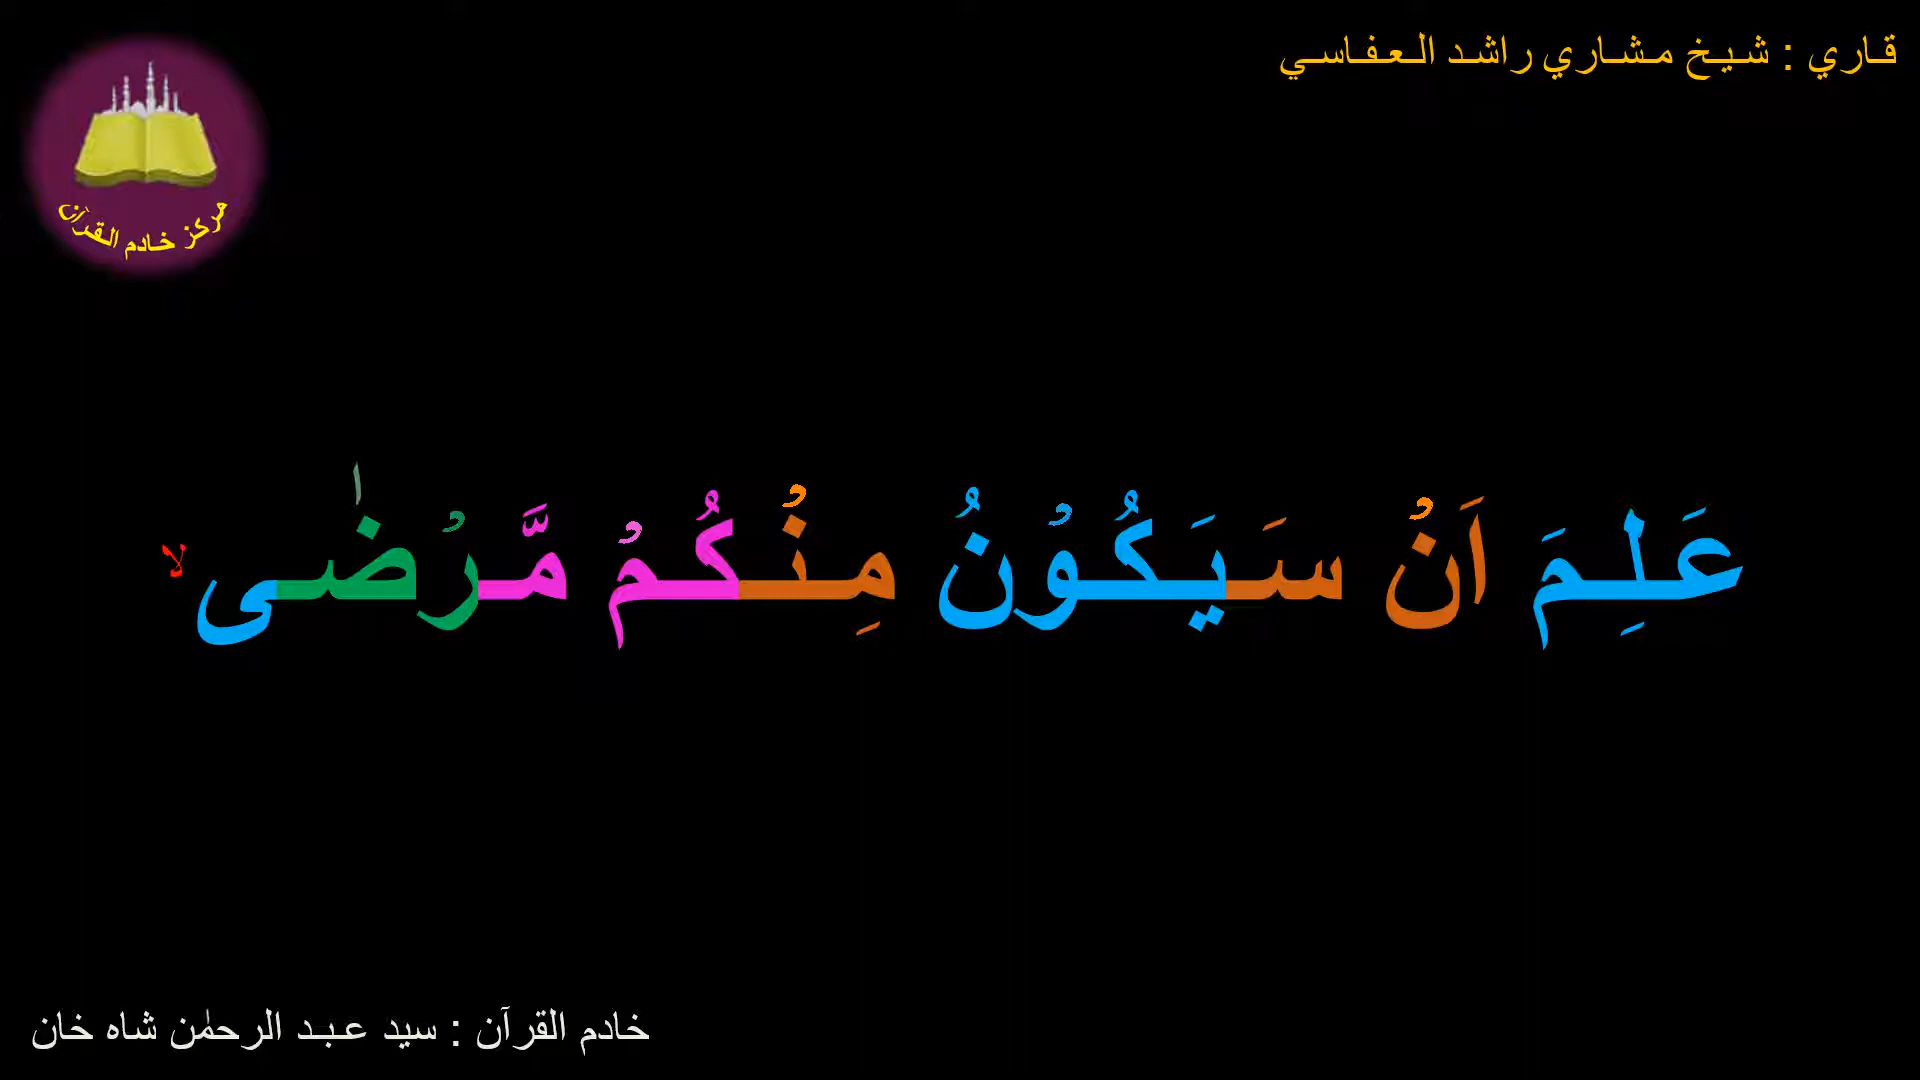 قاري : شيخ مشاري راشد العفاسي
مركز خادم القرآن
عَلِمَ اَنْ سَيَكُوْنُ مِنْكُمْ مَّرْضٰى ۙ
خادم القرآن : سيد عبد الرحمٰن شاه خان